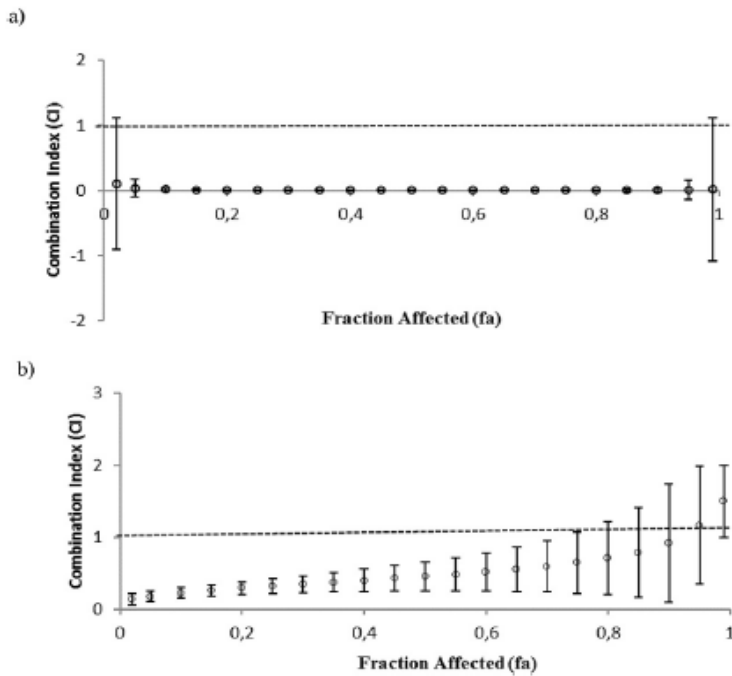 a)
2
1
0
-1
-2
Combination Index (CI)
0 0,2 0,4 0,6 0,8 1
Fraction Affected (fa)
b)
3
2
1
0
Combination Index (CI)
0 0,2 0,4 0,6 0,8 1
Fraction Affected (fa)